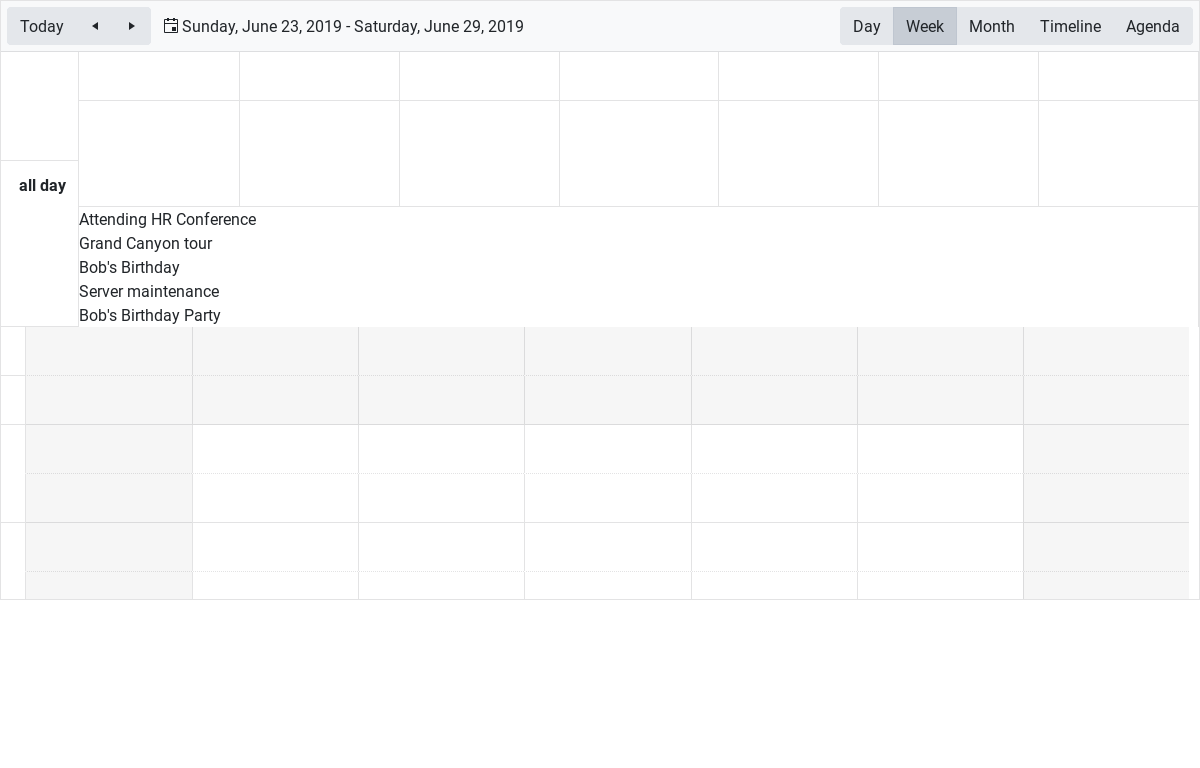 Today
Sunday, June 23, 2019 - Saturday, June 29, 2019
Day Week Month Timeline Agenda
all day
Attending HR Conference
Grand Canyon tour
Bob's Birthday
Server maintenance
Bob's Birthday Party